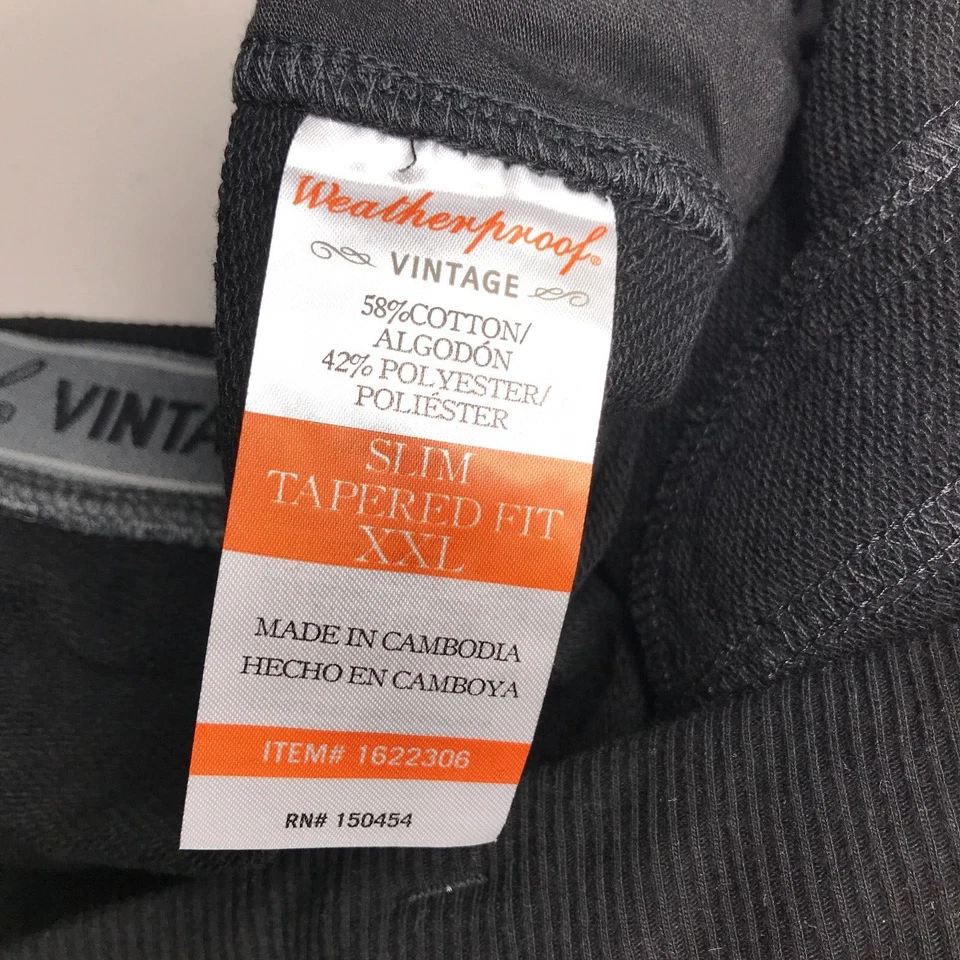 Weatherproof®
VINTAGE
58%COTTON/
ALGODÓN
42% POLYESTER/
POLIÉSTER
SLIM
TAPERED FIT
XXL
MADE IN CAMBODIA
HECHO EN CAMBOYA
ITEM# 1622306
RN# 150454
VINTA